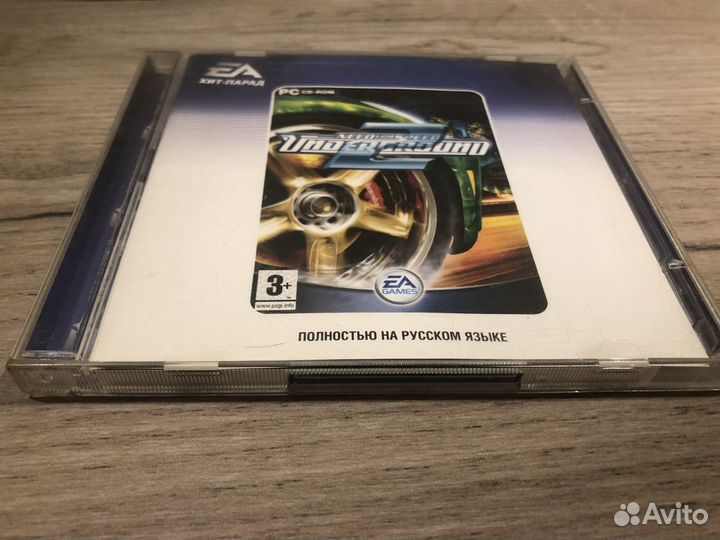 EA
ХИТ-ПАРАД
PC CD-ROM
NEED FOR SPEED
UNDERGROUND
2
3+
www.pegi.info
EA
GAMES
ПОЛНОСТЬЮ НА РУССКОМ ЯЗЫКЕ
Avito